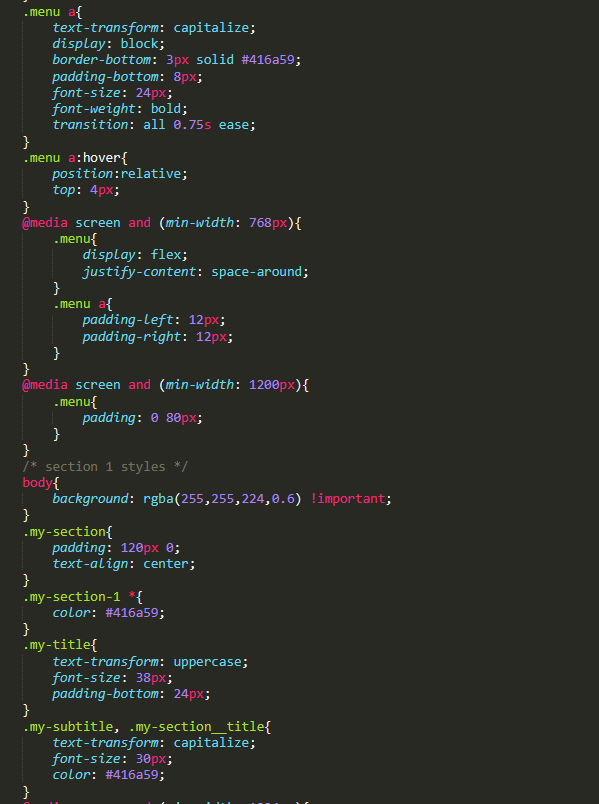 .menu a{
text-transform: capitalize;
display: block;
border-bottom: 3px solid #416a59;
padding-bottom: 8px;
font-size: 24px;
font-weight: bold;
transition: all 0.75s ease;
}
.menu a:hover{
position:relative;
top: 4px;
}
@media screen and (min-width: 768px){
.menu{
display: flex;
justify-content: space-around;
}
.menu a{
padding-left: 12px;
padding-right: 12px;
}
}
@media screen and (min-width: 1200px){
.menu{
padding: 0 80px;
}
}
/* section 1 styles */
body{
background: rgba(255,255,224,0.6) !important;
}
.my-section{
padding: 120px 0;
text-align: center;
}
.my-section-1 *{
color: #416a59;
}
.my-title{
text-transform: uppercase;
font-size: 38px;
padding-bottom: 24px;
}
.my-subtitle, .my-section__title{
text-transform: capitalize;
font-size: 30px;
color: #416a59;
}